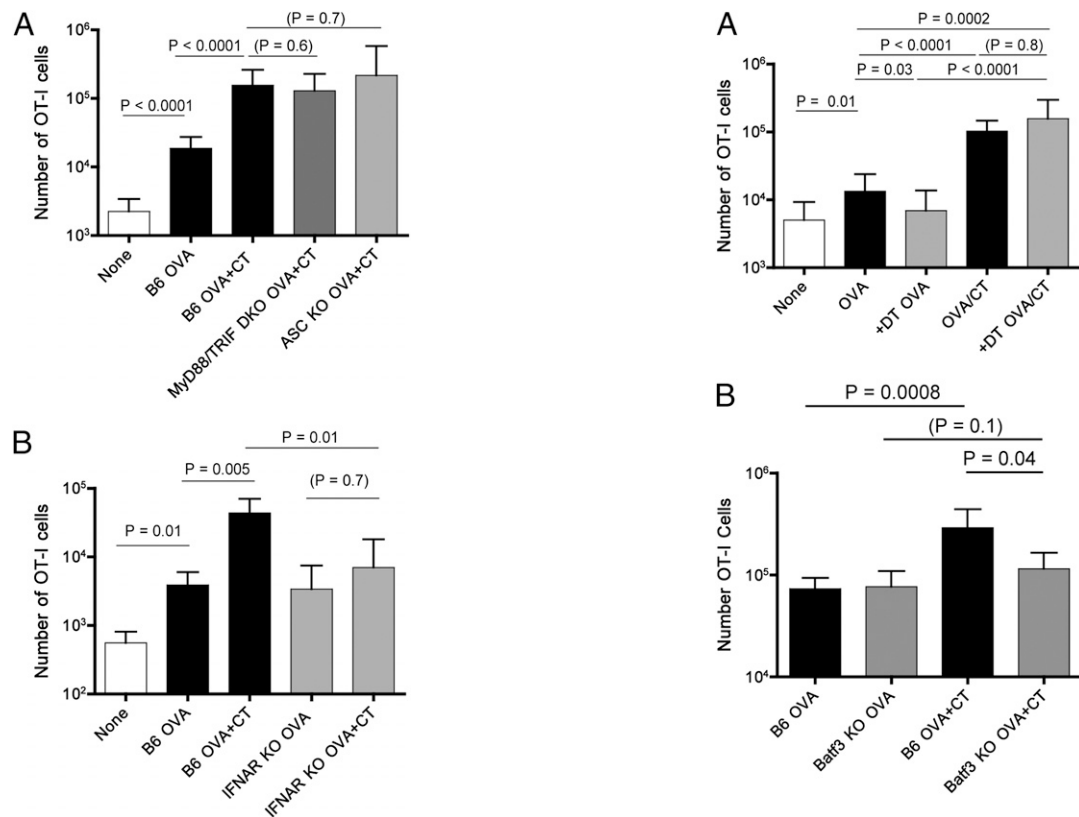 A
(P = 0.7)
P < 0.0001
(P = 0.6)
P < 0.0001
Number of OT-I cells
10⁶
10⁵
10⁴
10³
None
B6 OVA
B6 OVA+CT
MyD88/TRIF DKO OVA+CT
ASC KO OVA+CT
B
P = 0.01
P = 0.005
(P = 0.7)
P = 0.01
Number of OT-I cells
10⁵
10⁴
10³
10²
None
B6 OVA
B6 OVA+CT
IFNAR KO OVA
IFNAR KO OVA+CT
A
P = 0.0002
P < 0.0001
(P = 0.8)
P = 0.03
P < 0.0001
P = 0.01
Number of OT-I cells
10⁶
10⁵
10⁴
10³
None
OVA
+DT OVA
OVA/CT
+DT OVA/CT
B
P = 0.0008
(P = 0.1)
P = 0.04
Number OT-I Cells
10⁶
10⁵
10⁴
B6 OVA
Batf3 KO OVA
B6 OVA+CT
Batf3 KO OVA+CT